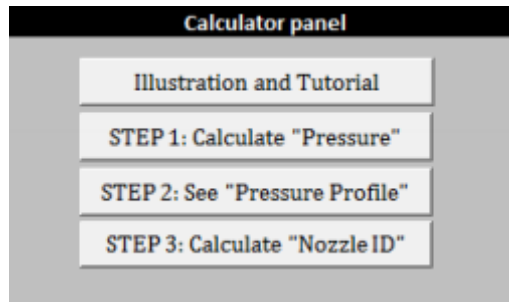 Calculator panel
Illustration and Tutorial
STEP 1: Calculate "Pressure"
STEP 2: See "Pressure Profile"
STEP 3: Calculate "Nozzle ID"